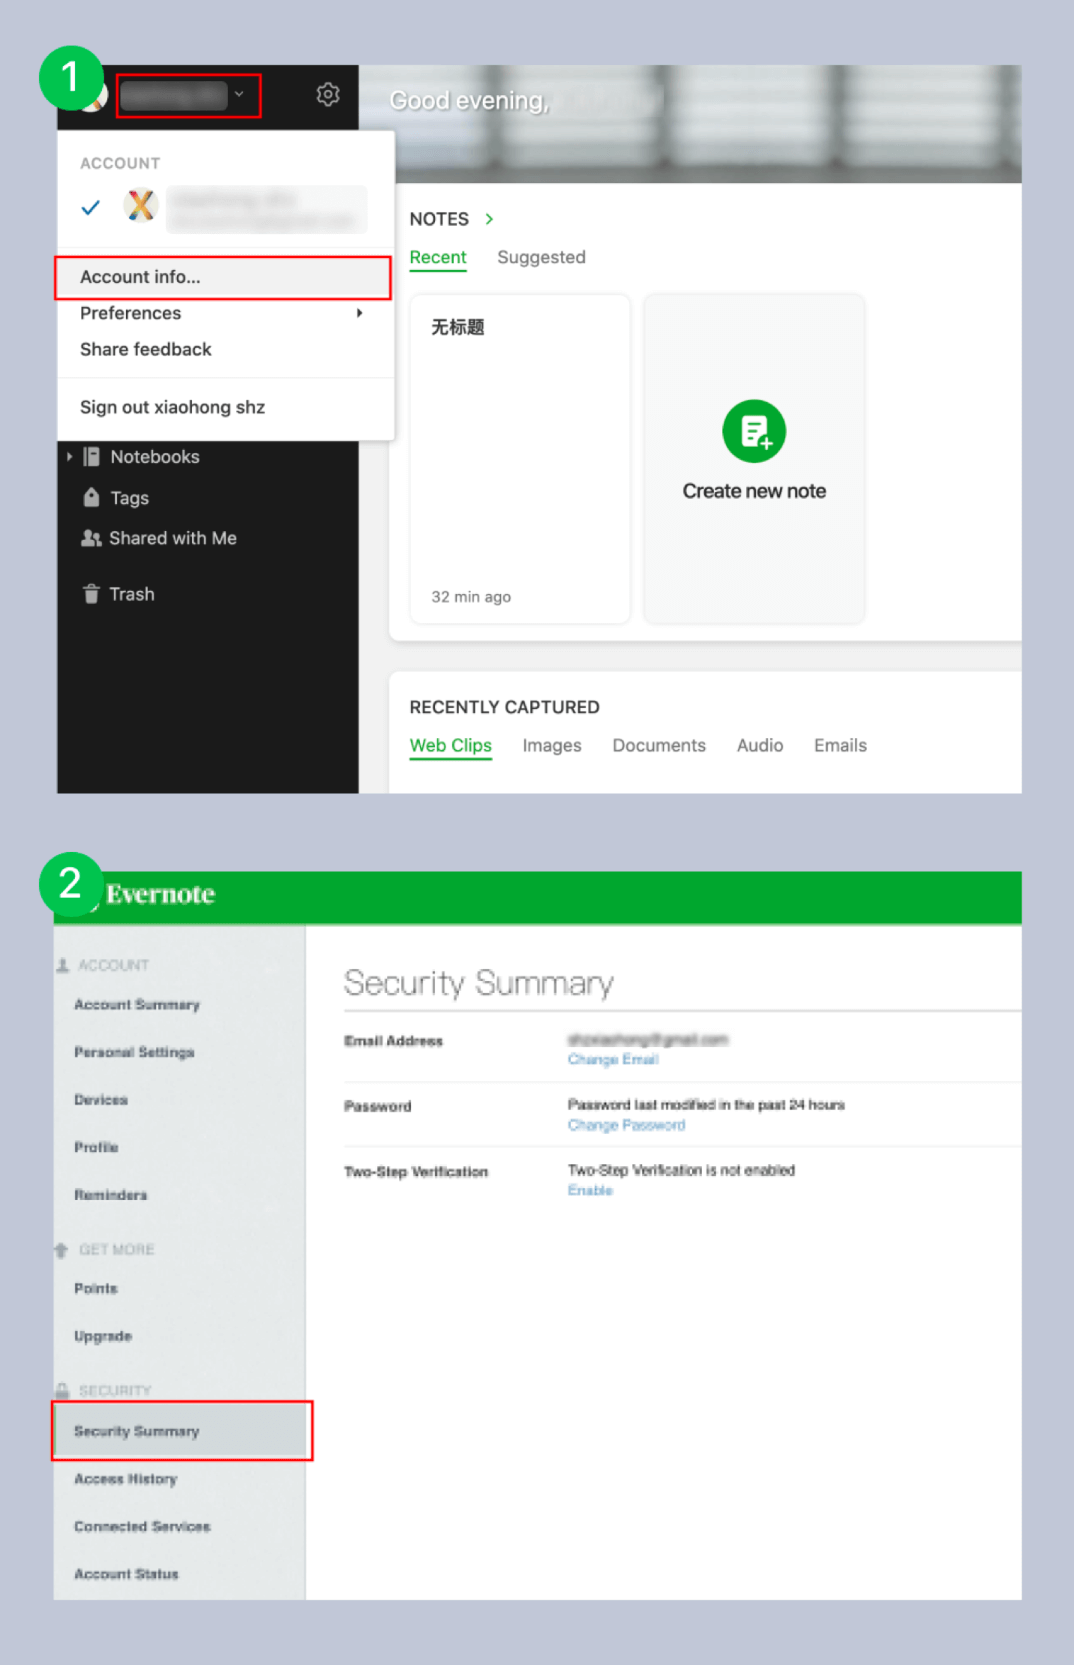 1
Good evening,
ACCOUNT
Account info...
Preferences
Share feedback
Sign out xiaohong shz
Notebooks
Tags
Shared with Me
Trash
NOTES
Recent Suggested
无标题
32 min ago
Create new note
RECENTLY CAPTURED
Web Clips Images Documents Audio Emails
2
Evernote
ACCOUNT
Account Summary
Personal Settings
Devices
Profile
Reminders
GET MORE
Points
Upgrade
SECURITY
Security Summary
Access History
Connected Services
Account Status
Security Summary
Email Address
Change Email
Password Password last modified in the past 24 hours
Change Password
Two-Step Verification Two-Step Verification is not enabled
Enable